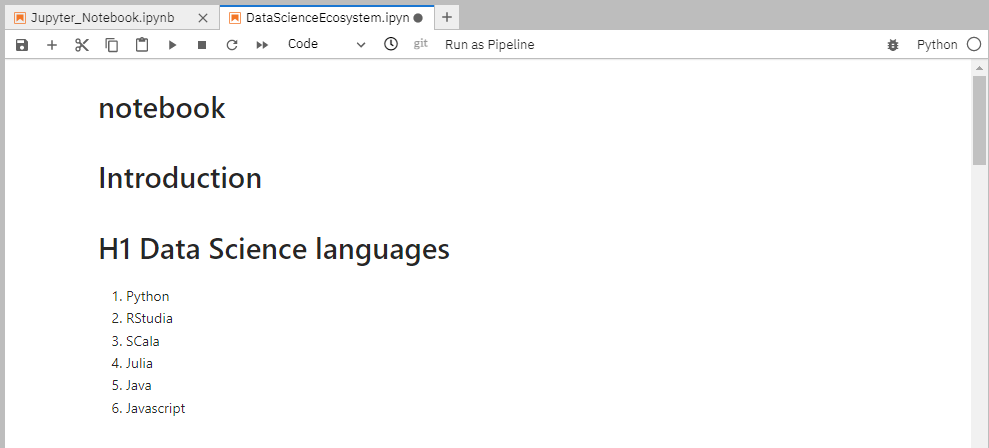 Jupyter_Notebook.ipynb
DataScienceEcosystem.ipyn
Code
git
Run as Pipeline
Python
notebook
Introduction
H1 Data Science languages
1. Python
2. RStudia
3. SCala
4. Julia
5. Java
6. Javascript